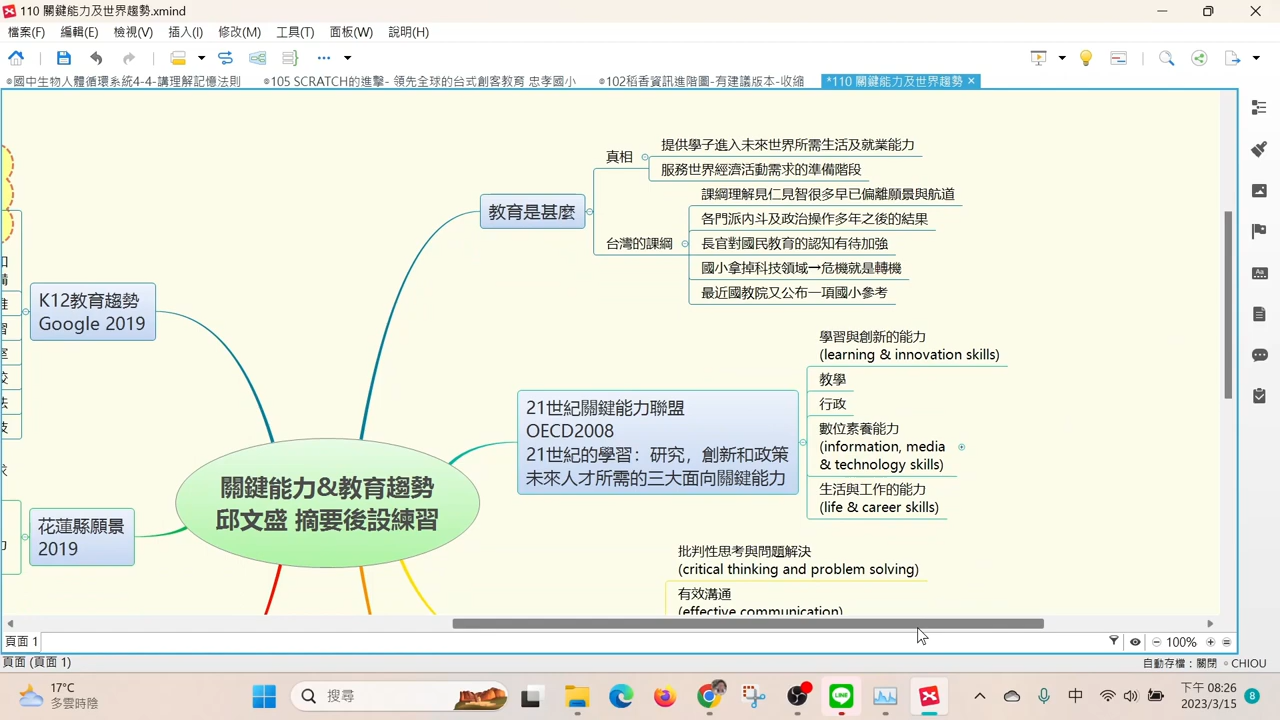 110 關鍵能力及世界趨勢.xmind
檔案(F) 編輯(E) 檢視(V) 插入(I) 修改(M) 工具(T) 面板(W) 說明(H)
國中生物人體循環系統4-4-講理解記憶法則 105 SCRATCH的進擊- 領先全球的台式創客教育 忠孝國小 102稻香資訊進階圖-有建議版本-收縮 *110 關鍵能力及世界趨勢
教育是甚麼
真相
提供學子進入未來世界所需生活及就業能力
服務世界經濟活動需求的準備階段
台灣的課綱
課綱理解見仁見智很多早已偏離願景與航道
各門派內斗及政治操作多年之後的結果
長官對國民教育的認知有待加強
國小拿掉科技領域→危機就是轉機
最近國教院又公布一項國小參考
K12教育趨勢
Google 2019
21世紀關鍵能力聯盟
OECD2008
21世紀的學習：研究，創新和政策
未來人才所需的三大面向關鍵能力
學習與創新的能力
(learning & innovation skills)
教學
行政
數位素養能力
(information, media
& technology skills)
生活與工作的能力
(life & career skills)
關鍵能力&教育趨勢
邱文盛 摘要後設練習
花蓮縣願景
2019
批判性思考與問題解決
(critical thinking and problem solving)
有效溝通
(effective communication)
頁面 1
100%
頁面 (頁面 1)
自動存檔：關閉 CHIOU
17°C
多雲時陰
搜尋
中
下午 08:26
2023/3/15
8